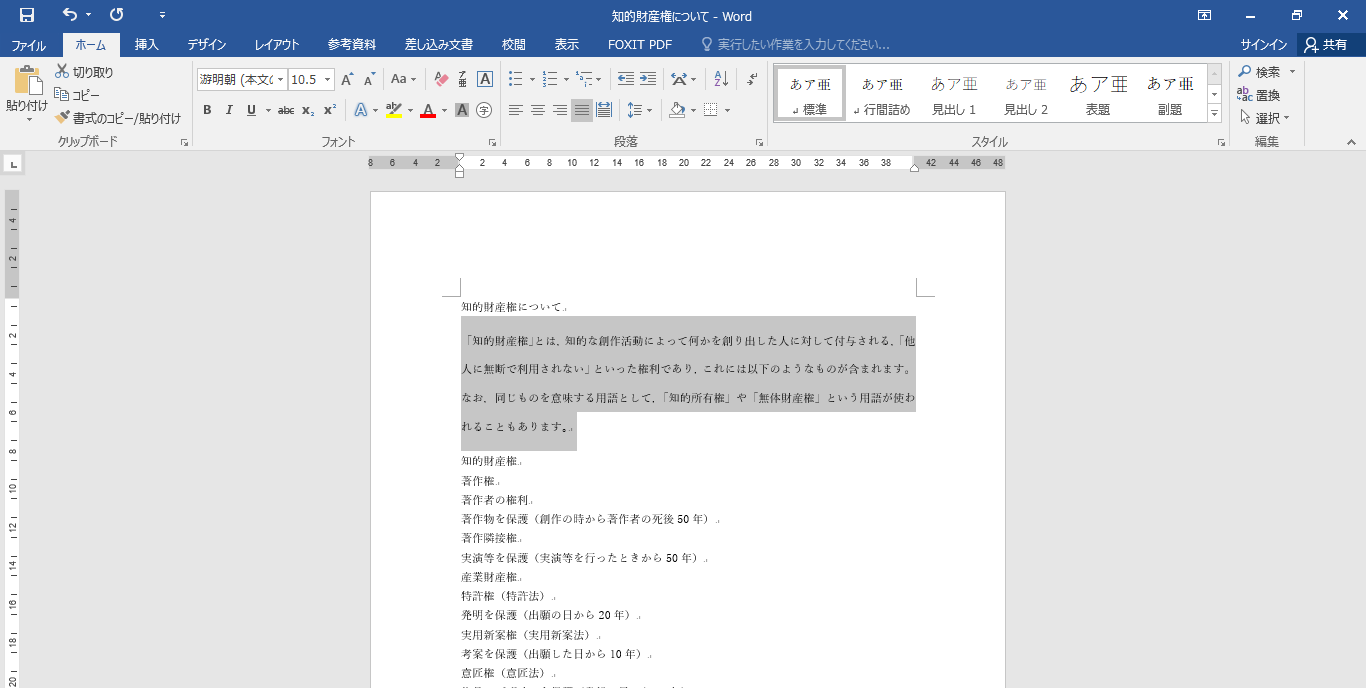 知的財産権について - Word
ファイル ホーム 挿入 デザイン レイアウト 参考資料 差し込み文書 校閲 表示 FOXIT PDF 実行したい作業を入力してください... サインイン 共有
貼り付け
切り取り
コピー
書式のコピー/貼り付け
クリップボード
游明朝 (本文の 10.5 Aa
B I U abc x₂ x²
フォント
段落
あア亜 あア亜 あア亜 あア亜 あア亜 あア亜
標準 行間詰め 見出し 1 見出し 2 表題 副題
スタイル
検索
置換
選択
編集
8 6 4 2 2 4 6 8 10 12 14 16 18 20 22 24 26 28 30 32 34 36 38 42 44 46 48
4 2 2 4 6 8 10 12 14 16 18 20
知的財産権について
「知的財産権」とは，知的な創作活動によって何かを創り出した人に対して付与される，「他
人に無断で利用されない」といった権利であり，これには以下のようなものが含まれます。
なお，同じものを意味する用語として，「知的所有権」や「無体財産権」という用語が使わ
れることもあります。
知的財産権
著作権
著作者の権利
著作物を保護（創作の時から著作者の死後 50 年）
著作隣接権
実演等を保護（実演等を行ったときから 50 年）
産業財産権
特許権（特許法）
発明を保護（出願の日から 20 年）
実用新案権（実用新案法）
考案を保護（出願した日から 10 年）
意匠権（意匠法）